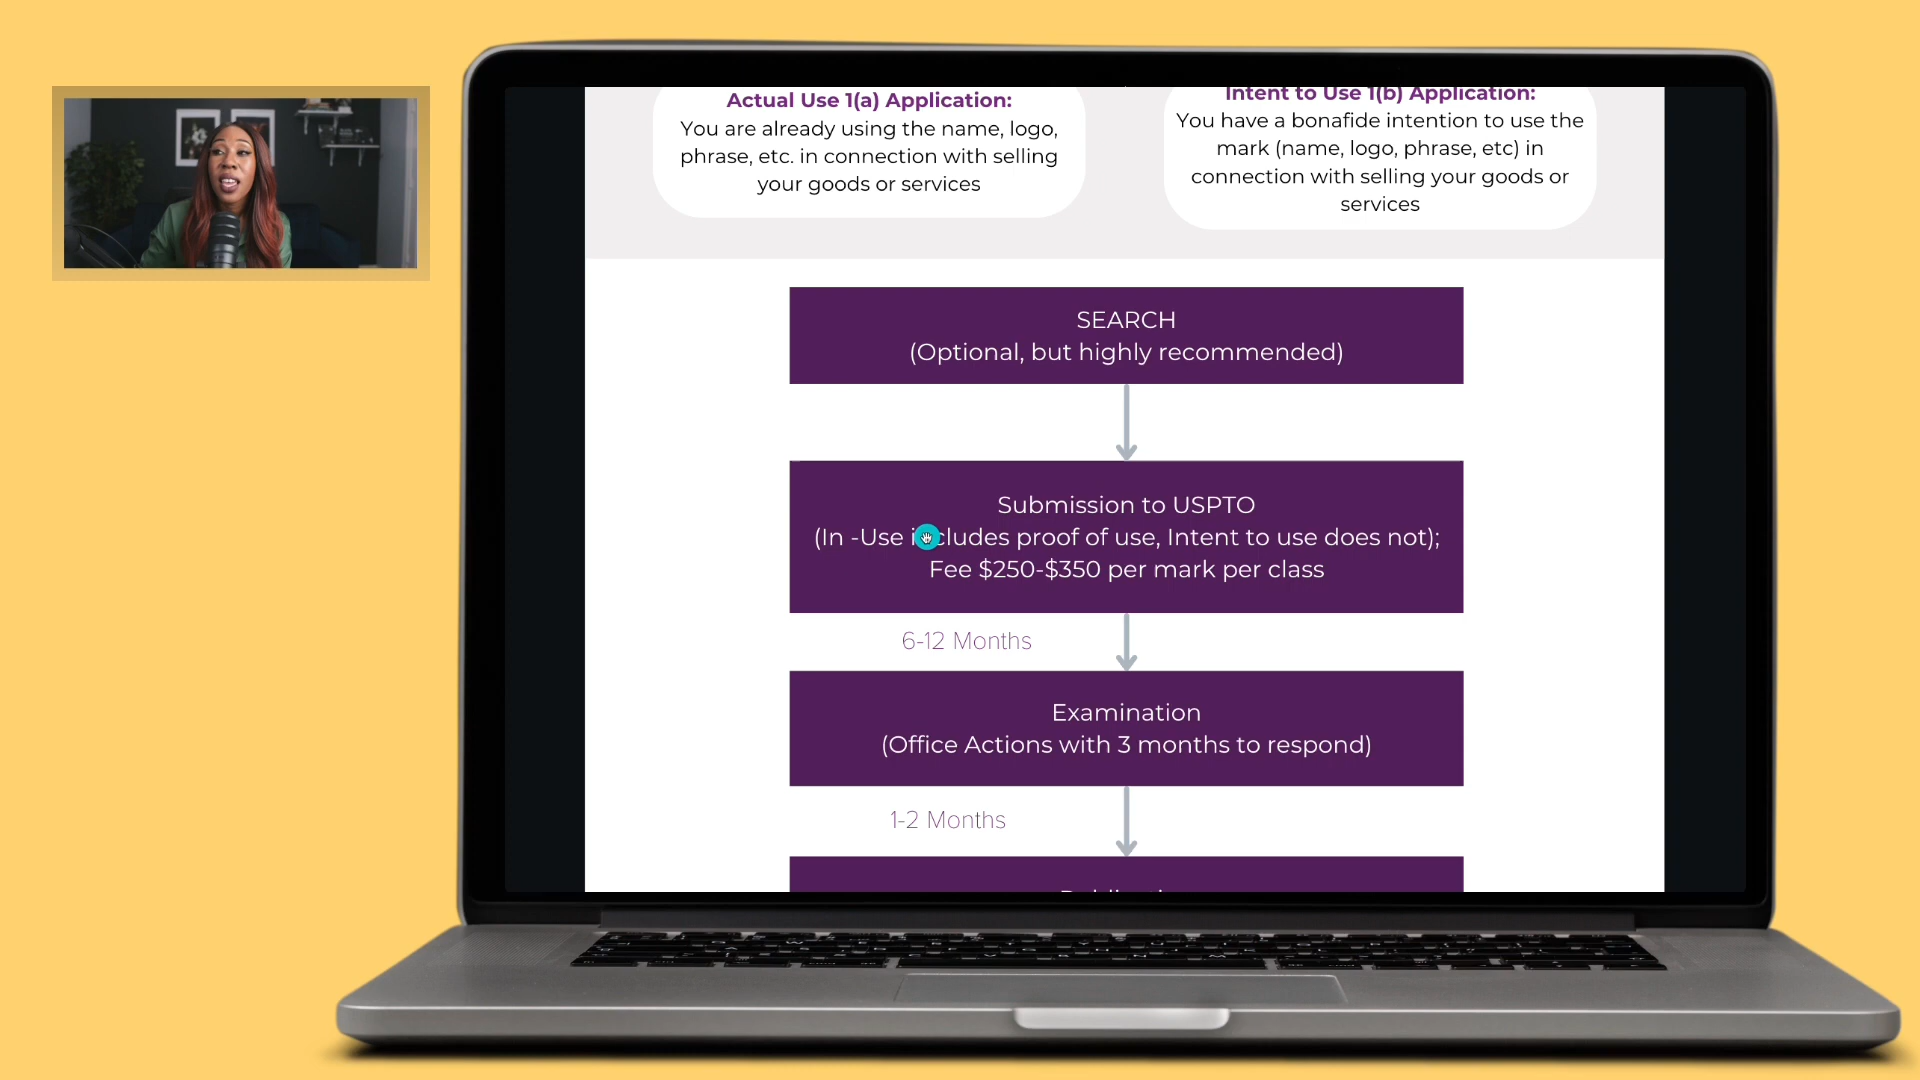 Actual Use 1(a) Application:
You are already using the name, logo,
phrase, etc. in connection with selling
your goods or services
Intent to Use 1(b) Application:
You have a bonafide intention to use the
mark (name, logo, phrase, etc) in
connection with selling your goods or
services
SEARCH
(Optional, but highly recommended)
Submission to USPTO
(In -Use includes proof of use, Intent to use does not);
Fee $250-$350 per mark per class
6-12 Months
Examination
(Office Actions with 3 months to respond)
1-2 Months